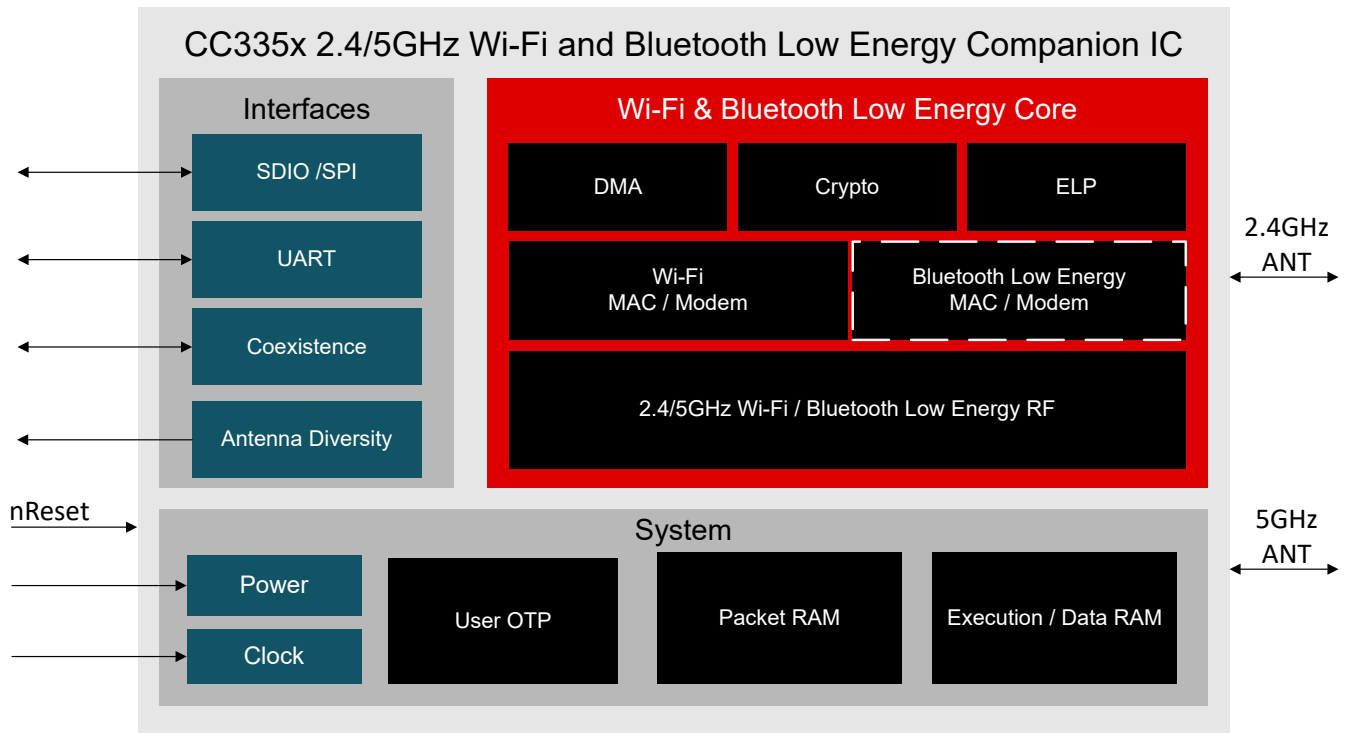 CC335x 2.4/5GHz Wi-Fi and Bluetooth Low Energy Companion IC
Interfaces
SDIO /SPI
UART
Coexistence
Antenna Diversity
Wi-Fi & Bluetooth Low Energy Core
DMA
Crypto
ELP
Wi-Fi
MAC / Modem
Bluetooth Low Energy
MAC / Modem
2.4/5GHz Wi-Fi / Bluetooth Low Energy RF
2.4GHz
ANT
nReset
System
Power
Clock
User OTP
Packet RAM
Execution / Data RAM
5GHz
ANT